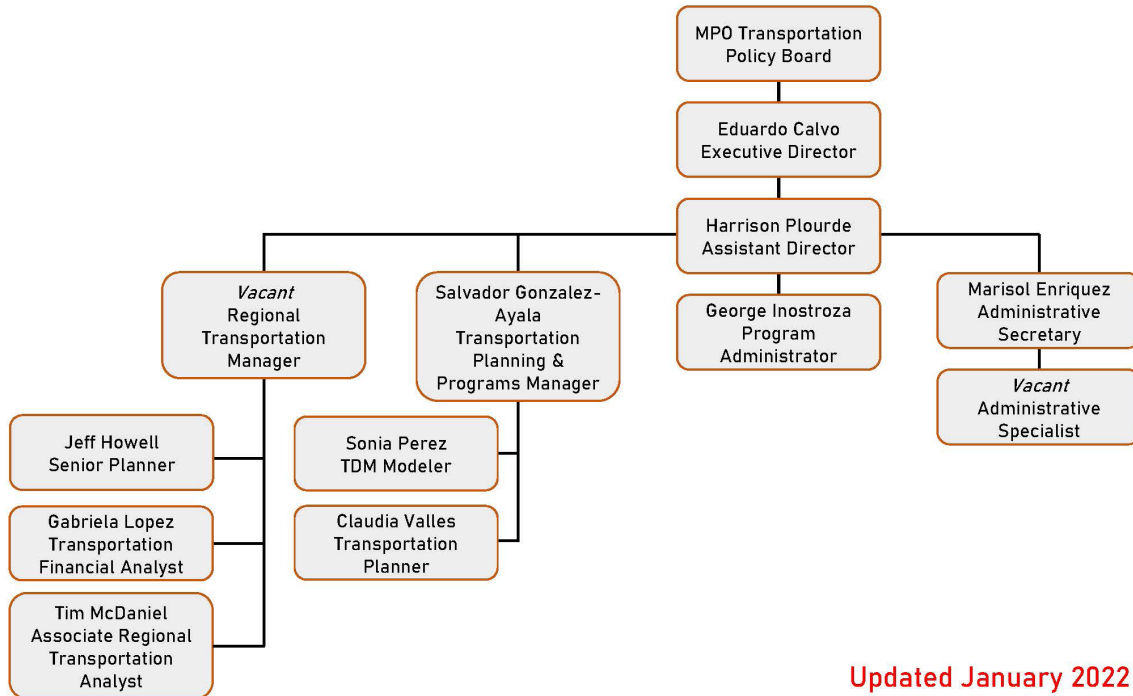 MPO Transportation
Policy Board
Eduardo Calvo
Executive Director
Harrison Plourde
Assistant Director
Vacant
Regional
Transportation
Manager
Salvador Gonzalez-
Ayala
Transportation
Planning &
Programs Manager
George Inostroza
Program
Administrator
Marisol Enriquez
Administrative
Secretary
Vacant
Administrative
Specialist
Jeff Howell
Senior Planner
Gabriela Lopez
Transportation
Financial Analyst
Tim McDaniel
Associate Regional
Transportation
Analyst
Sonia Perez
TDM Modeler
Claudia Valles
Transportation
Planner
Updated January 2022